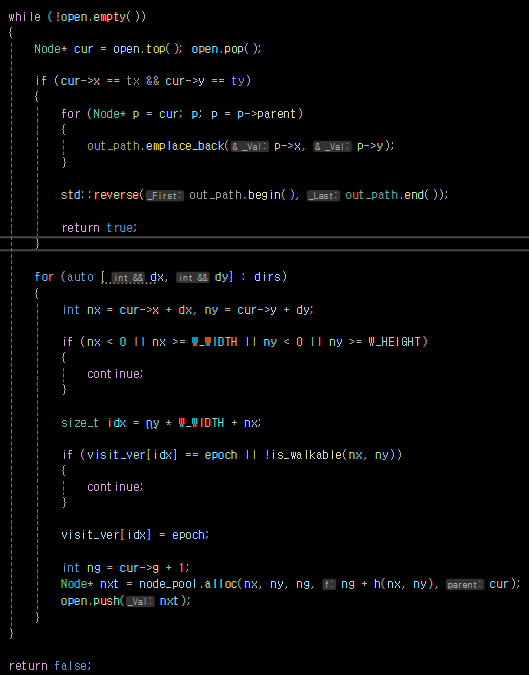 while (!open.empty())
{
Node* cur = open.top(); open.pop();
if (cur->x == tx && cur->y == ty)
{
for (Node* p = cur; p; p = p->parent)
{
out_path.emplace_back(& _Val: p->x, & _Val: p->y);
}
std::reverse(_First: out_path.begin(), _Last: out_path.end());
return true;
}
for (auto [ int && dx, int && dy] : dirs)
{
int nx = cur->x + dx, ny = cur->y + dy;
if (nx < 0 || nx >= W_WIDTH || ny < 0 || ny >= W_HEIGHT)
{
continue;
}
size_t idx = ny * W_WIDTH + nx;
if (visit_ver[idx] == epoch || !is_walkable(nx, ny))
{
continue;
}
visit_ver[idx] = epoch;
int ng = cur->g + 1;
Node* nxt = node_pool.alloc(nx, ny, ng, f: ng + h(nx, ny), parent: cur);
open.push(_Val: nxt);
}
}
return false;